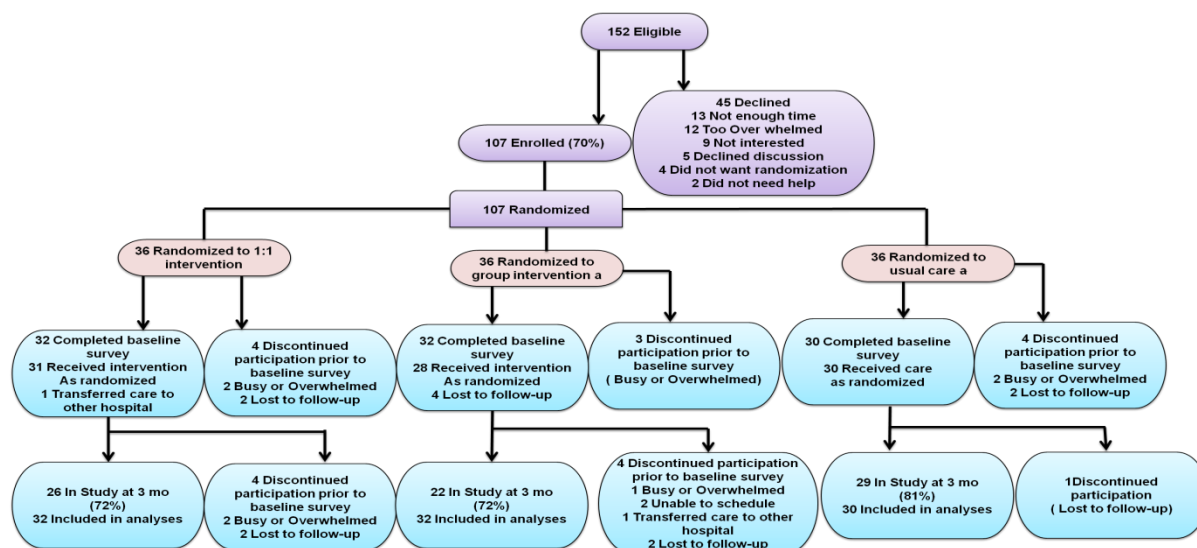 152 Eligible
45 Declined
13 Not enough time
12 Too Over whelmed
9 Not interested
5 Declined discussion
4 Did not want randomization
2 Did not need help
107 Enrolled (70%)
107 Randomized
36 Randomized to 1:1
intervention
36 Randomized to
group intervention a
36 Randomized to
usual care a
32 Completed baseline
survey
31 Received intervention
As randomized
1 Transferred care to
other hospital
4 Discontinued
participation prior to
baseline survey
2 Busy or Overwhelmed
2 Lost to follow-up
32 Completed baseline
survey
28 Received intervention
As randomized
4 Lost to follow-up
3 Discontinued
participation prior to
baseline survey
( Busy or Overwhelmed)
30 Completed baseline
survey
30 Received care
as randomized
4 Discontinued
participation prior to
baseline survey
2 Busy or Overwhelmed
2 Lost to follow-up
26 In Study at 3 mo
(72%)
32 Included in analyses
4 Discontinued participation
prior to baseline
survey
2 Busy or Overwhelmed
2 Lost to follow-up
22 In Study at 3 mo
(72%)
32 Included in analyses
4 Discontinued participation
prior to baseline survey
1 Busy or Overwhelmed
2 Unable to schedule
1 Transferred care to other
hospital
2 Lost to follow-up
29 In Study at 3 mo
(81%)
30 Included in analyses
1Discontinued
participation
( Lost to follow-up)